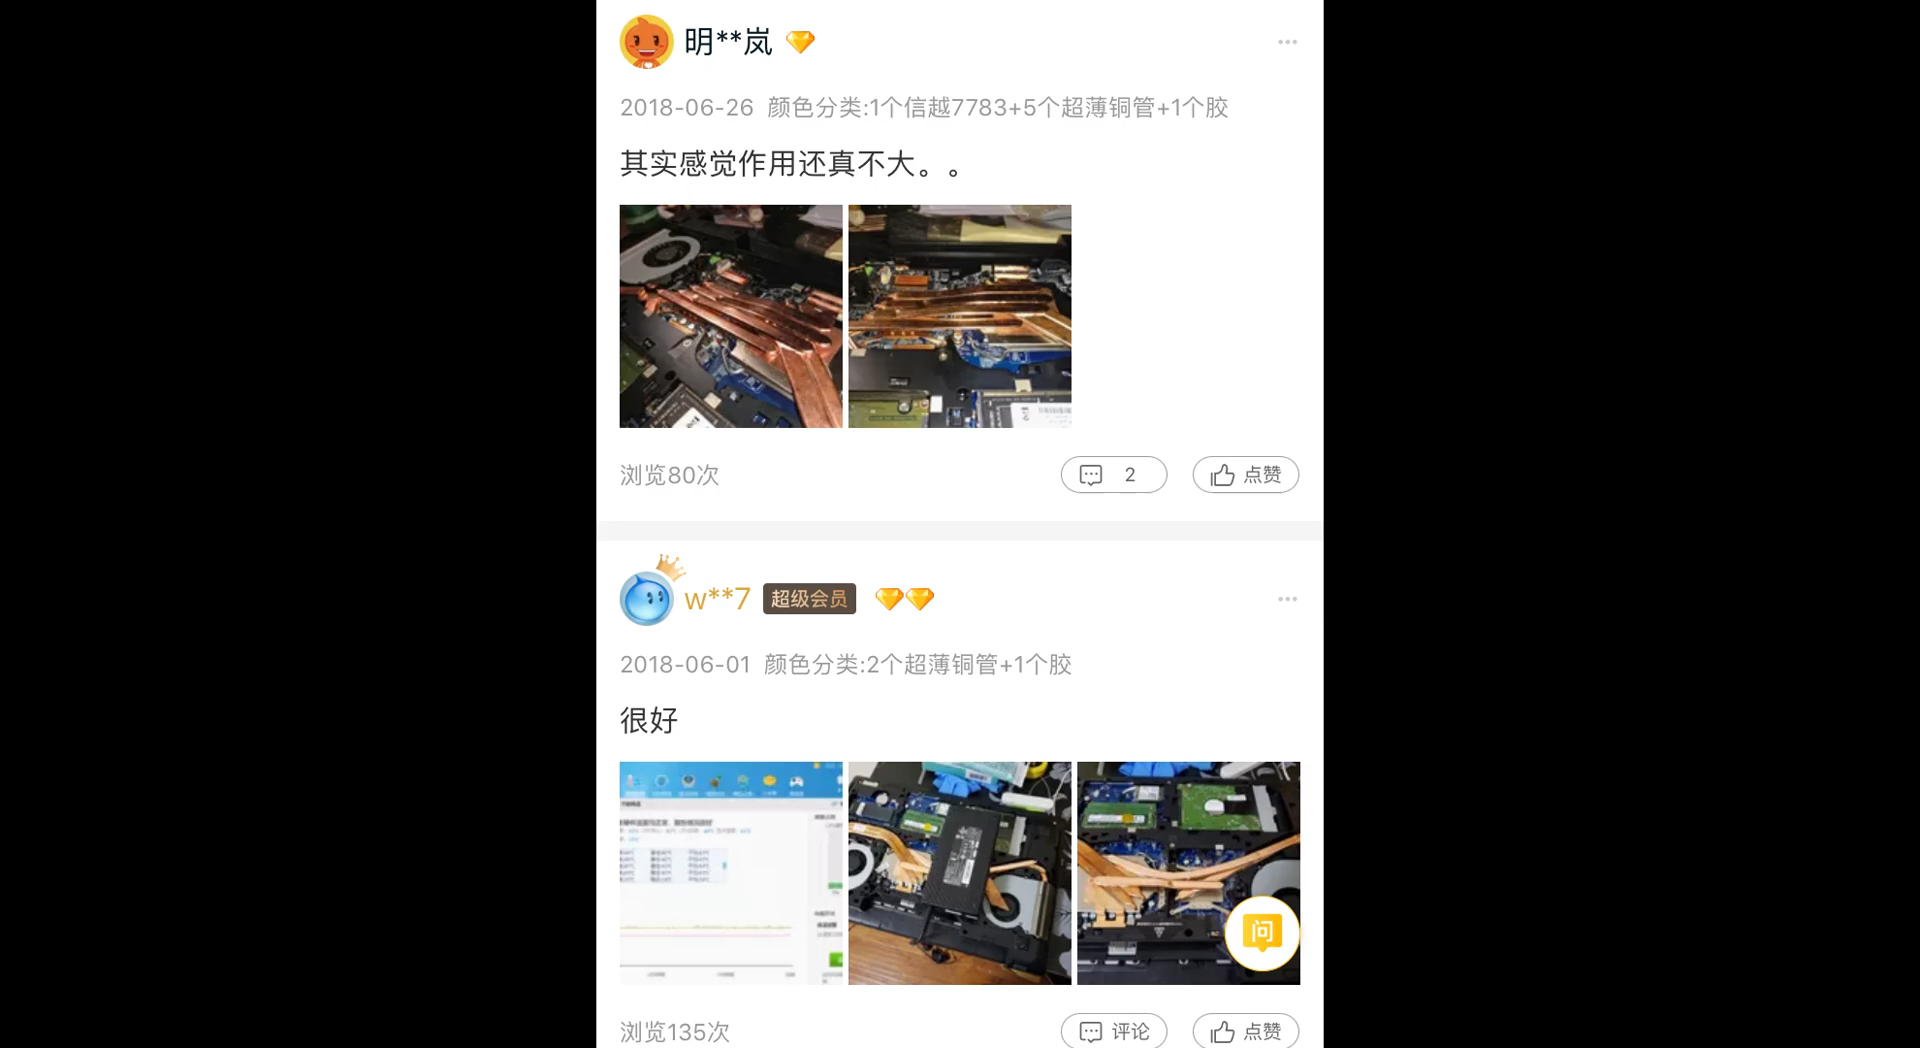 明**岚
2018-06-26 颜色分类:1个信越7783+5个超薄铜管+1个胶
其实感觉作用还真不大。。
浏览80次
2
点赞
w**7 超级会员
2018-06-01 颜色分类:2个超薄铜管+1个胶
很好
问
浏览135次
评论
点赞